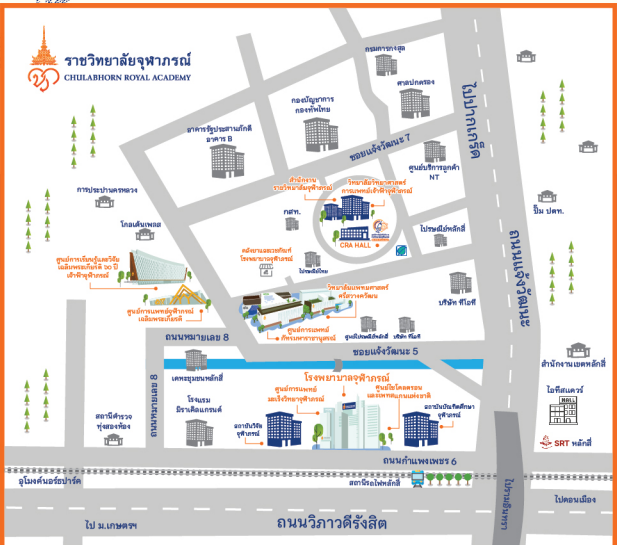 ราชวิทยาลัยจุฬาภรณ์
CHULABHORN ROYAL ACADEMY
กรมการกงสุล
ศาลปกครอง
ไปปากเกร็ด
กองบัญชาการ
กองทัพไทย
อาคารรัฐประศาสนภักดี
อาคาร B
ซอยแจ้งวัฒนะ 7
ศูนย์บริการลูกค้า
NT
การประปานครหลวง
สำนักงาน
ราชวิทยาลัยจุฬาภรณ์
วิทยาลัยวิทยาศาสตร์
การแพทย์เจ้าฟ้าจุฬาภรณ์
ปั๊ม ปตท.
กสท.
CRA HALL
ไปรษณีย์หลักสี่
ถนนแจ้งวัฒนะ
โกลเด้นเพลส
โรงพยาบาลจุฬาภรณ์
ไปรษณีย์ไทย
ศูนย์การเรียนรู้และวิจัย
เฉลิมพระเกียรติ
เจ้าฟ้าจุฬาภรณ์
วิทยาลัยแพทยศาสตร์
ศรีสวางควัฒน
ศูนย์การแพทย์จุฬาภรณ์
เฉลิมพระเกียรติ
บริษัท ทีโอที
ศูนย์การแพทย์
ภัทรมหาราชานุสรณ์
ศูนย์ไปรษณีย์หลักสี่
บริษัท ทีโอที
ถนนหมายเลข 8
ซอยแจ้งวัฒนะ 5
สำนักงานเขตหลักสี่
เคหะชุมชนหลักสี่
โรงพยาบาลจุฬาภรณ์
ถนนหมายเลข 8
ศูนย์การแพทย์
มะเร็งวิทยาจุฬาภรณ์
ศูนย์ไซโคลตรอน
และเพทสแกนแห่งชาติ
ไอทีสแควร์
MALL
โรงแรม
มิราเคิลแกรนด์
สถานีตำรวจ
ทุ่งสองห้อง
สถาบันวิจัย
จุฬาภรณ์
สถาบันบัณฑิตศึกษา
จุฬาภรณ์
SRT หลักสี่
ถนนกำแพงเพชร 6
อุโมงค์นอร์ธปาร์ค
สถานีรถไฟหลักสี่
ไปรามอินทรา
ไปดอนเมือง
ไป ม.เกษตรฯ
ถนนวิภาวดีรังสิต